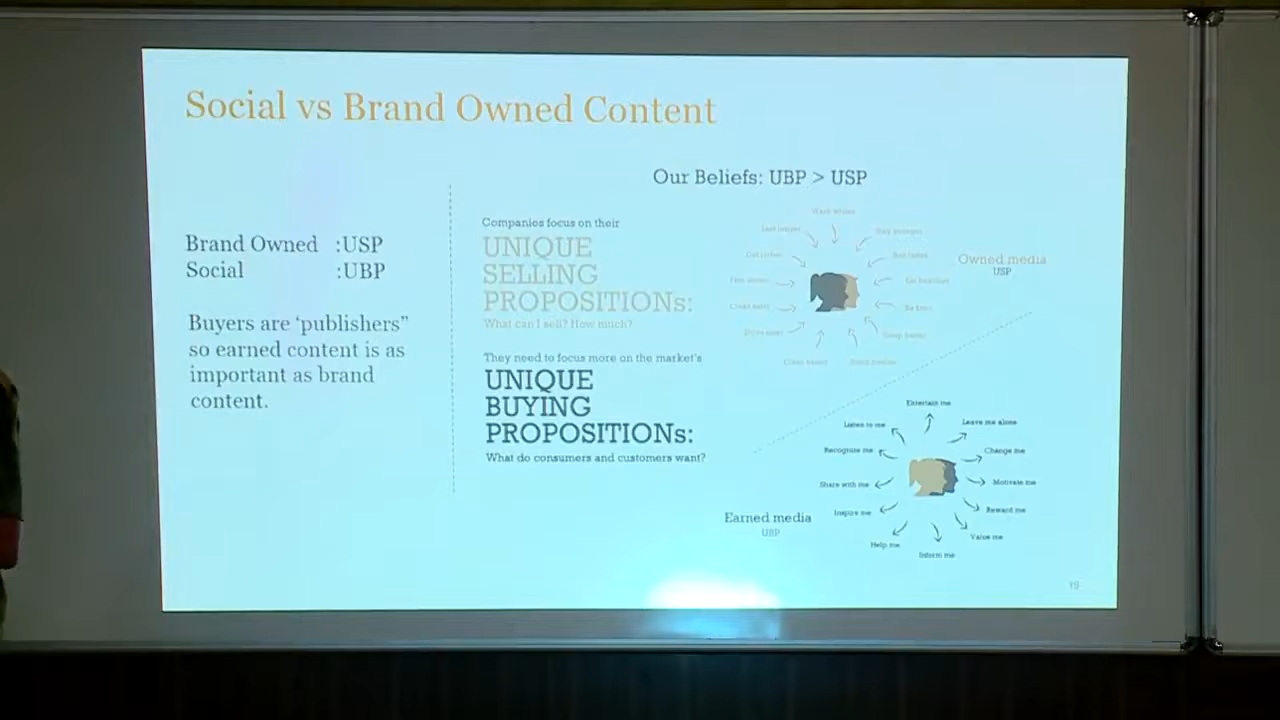 Social vs Brand Owned Content
Brand Owned :USP
Social :UBP
Buyers are ‘publishers”
so earned content is as
important as brand
content.
Our Beliefs: UBP > USP
Companies focus on their
UNIQUE
SELLING
PROPOSITIONs:
What can I sell? How much?
They need to focus more on the market's
UNIQUE
BUYING
PROPOSITIONs:
What do consumers and customers want?
Owned media
USP
Earned media
UBP
Entertain me
Leave me alone
Change me
Motivate me
Reward me
Value me
Inform me
Help me
Inspire me
Share with me
Recognize me
Listen to me
19